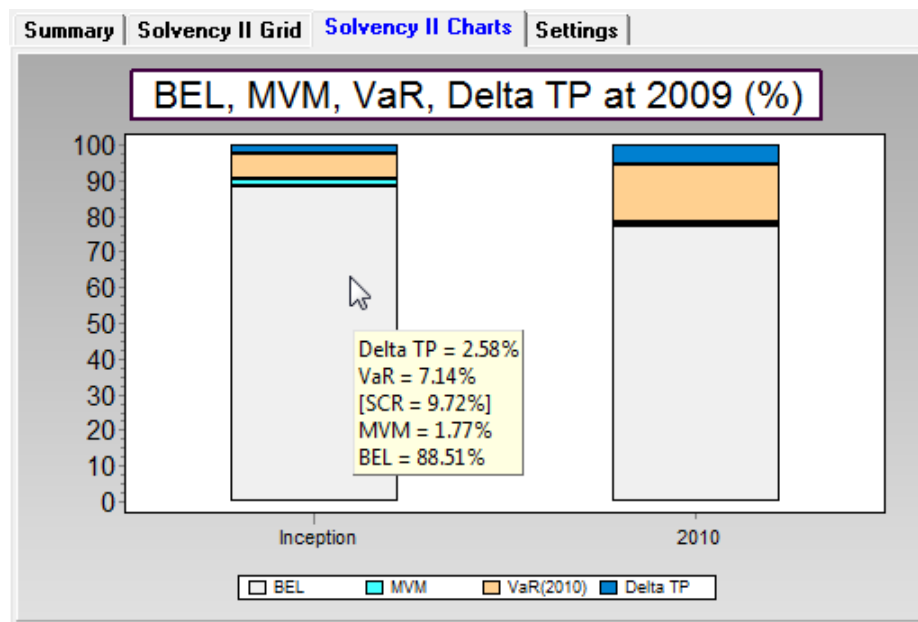 Summary Solvency II Grid Solvency II Charts Settings
BEL, MVM, VaR, Delta TP at 2009 (%)
100
90
80
70
60
50
40
30
20
10
0
Delta TP = 2.58%
VaR = 7.14%
[SCR = 9.72%]
MVM = 1.77%
BEL = 88.51%
Inception 2010
BEL MVM VaR(2010) Delta TP